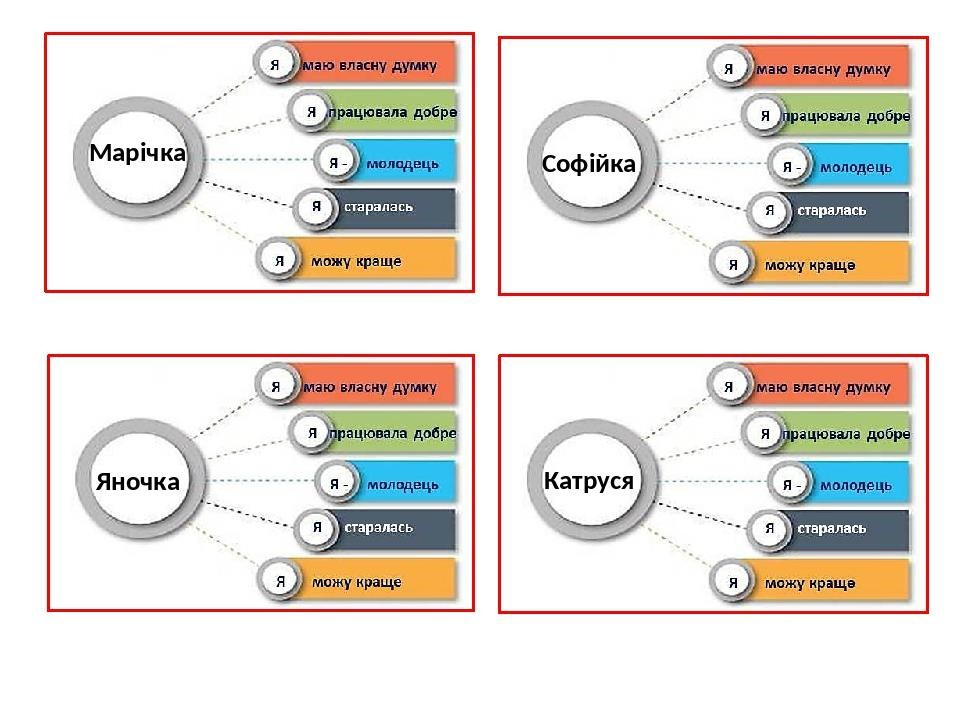 Марічка
Я маю власну думку
Я працювала добре
Я - молодець
Я старалась
Я можу краще
Софійка
Я маю власну думку
Я працювала добре
Я - молодець
Я старалась
Я можу краще
Яночка
Я маю власну думку
Я працювала добре
Я - молодець
Я старалась
Я можу краще
Катруся
Я маю власну думку
Я працювала добре
Я - молодець
Я старалась
Я можу краще